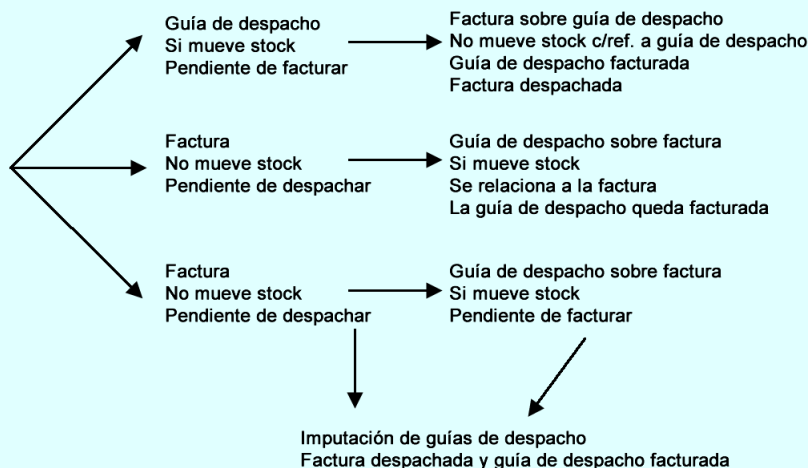 Guía de despacho
Si mueve stock
Pendiente de facturar
Factura sobre guía de despacho
No mueve stock c/ref. a guía de despacho
Guía de despacho facturada
Factura despachada
Factura
No mueve stock
Pendiente de despachar
Guía de despacho sobre factura
Si mueve stock
Se relaciona a la factura
La guía de despacho queda facturada
Factura
No mueve stock
Pendiente de despachar
Guía de despacho sobre factura
Si mueve stock
Pendiente de facturar
Imputación de guías de despacho
Factura despachada y guía de despacho facturada